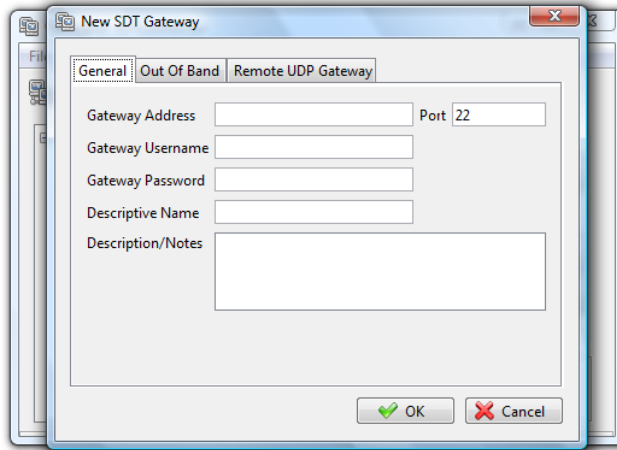 New SDT Gateway
File
General Out Of Band Remote UDP Gateway
Gateway Address Port 22
Gateway Username
Gateway Password
Descriptive Name
Description/Notes
OK Cancel